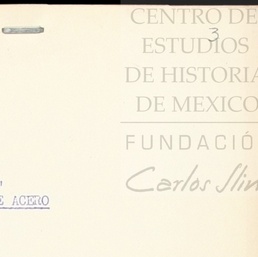 CENTRO DE
ESTUDIOS
3
DE HISTORIA
DE MEXICO
FUNDACIÓ
Carlos Slim
E ACERO